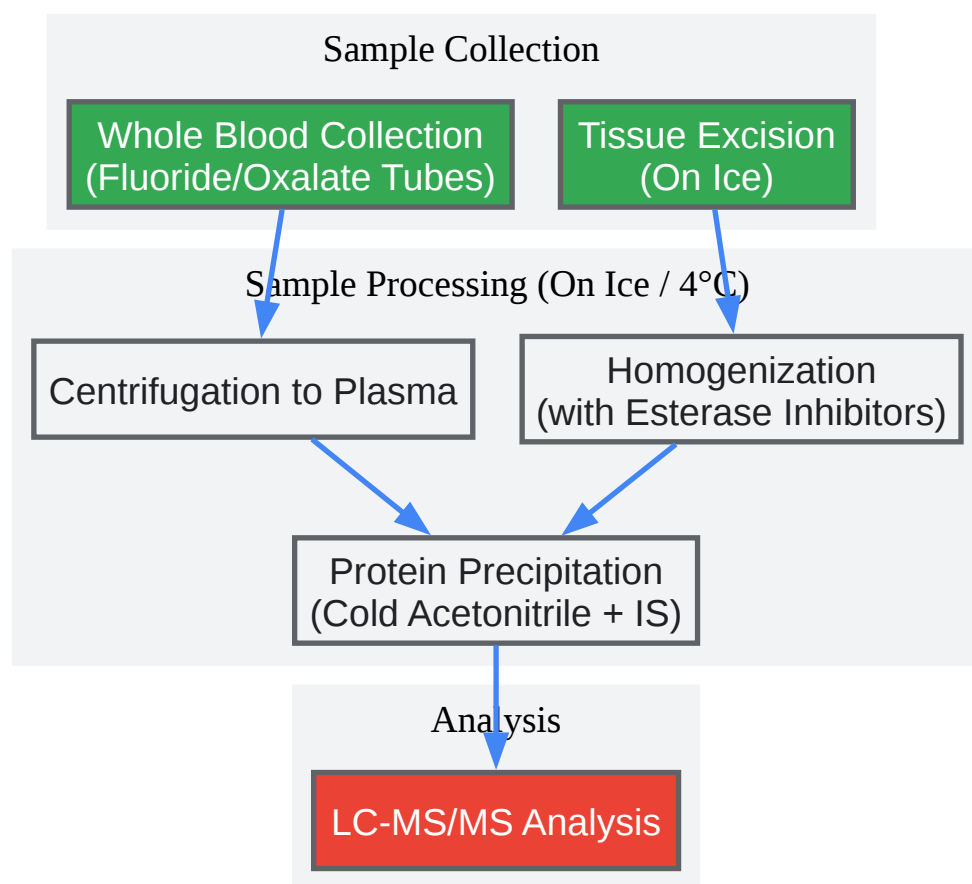 Sample Collection
Whole Blood Collection
(Fluoride/Oxalate Tubes)
Tissue Excision
(On Ice)
Sample Processing (On Ice / 4°C)
Centrifugation to Plasma
Homogenization
(with Esterase Inhibitors)
Protein Precipitation
(Cold Acetonitrile + IS)
Analysis
LC-MS/MS Analysis